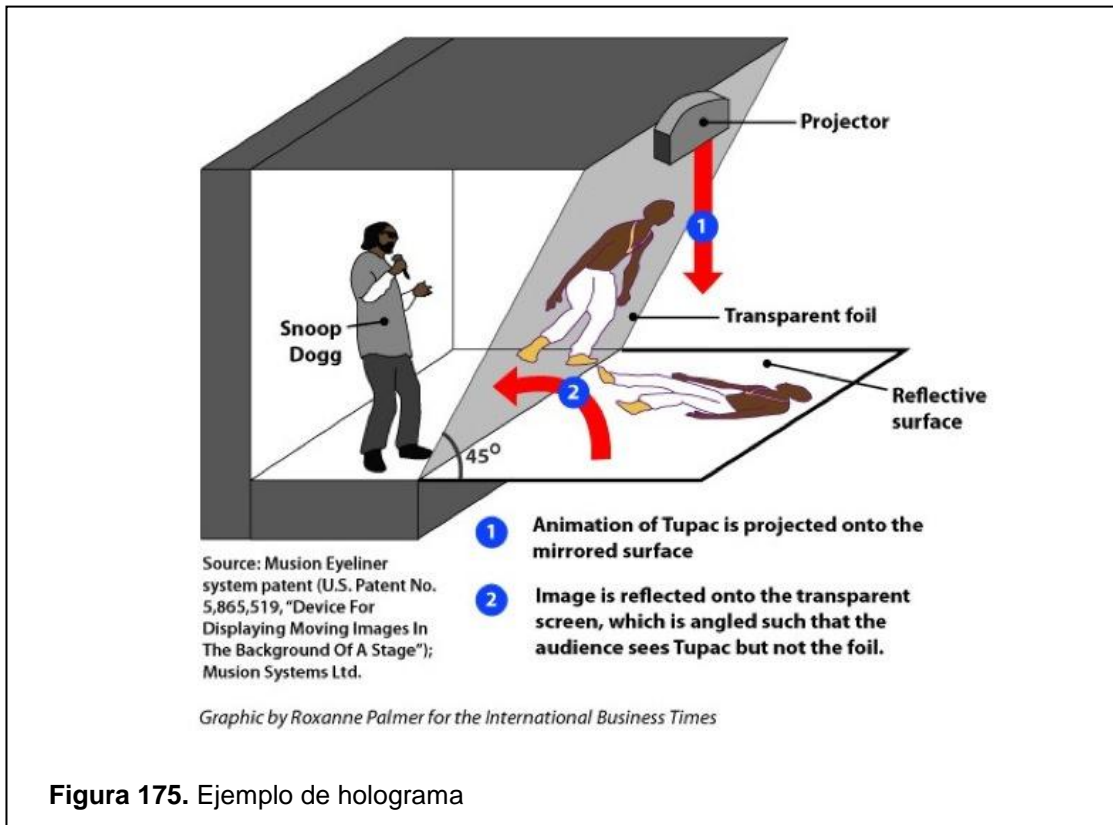 Projector
1
Transparent foil
Snoop
Dogg
Reflective
surface
2
45°
1 Animation of Tupac is projected onto the
mirrored surface
2 Image is reflected onto the transparent
screen, which is angled such that the
audience sees Tupac but not the foil.
Source: Musion Eyeliner
system patent (U.S. Patent No.
5,865,519, "Device For
Displaying Moving Images In
The Background Of A Stage");
Musion Systems Ltd.
Graphic by Roxanne Palmer for the International Business Times
Figura 175. Ejemplo de holograma